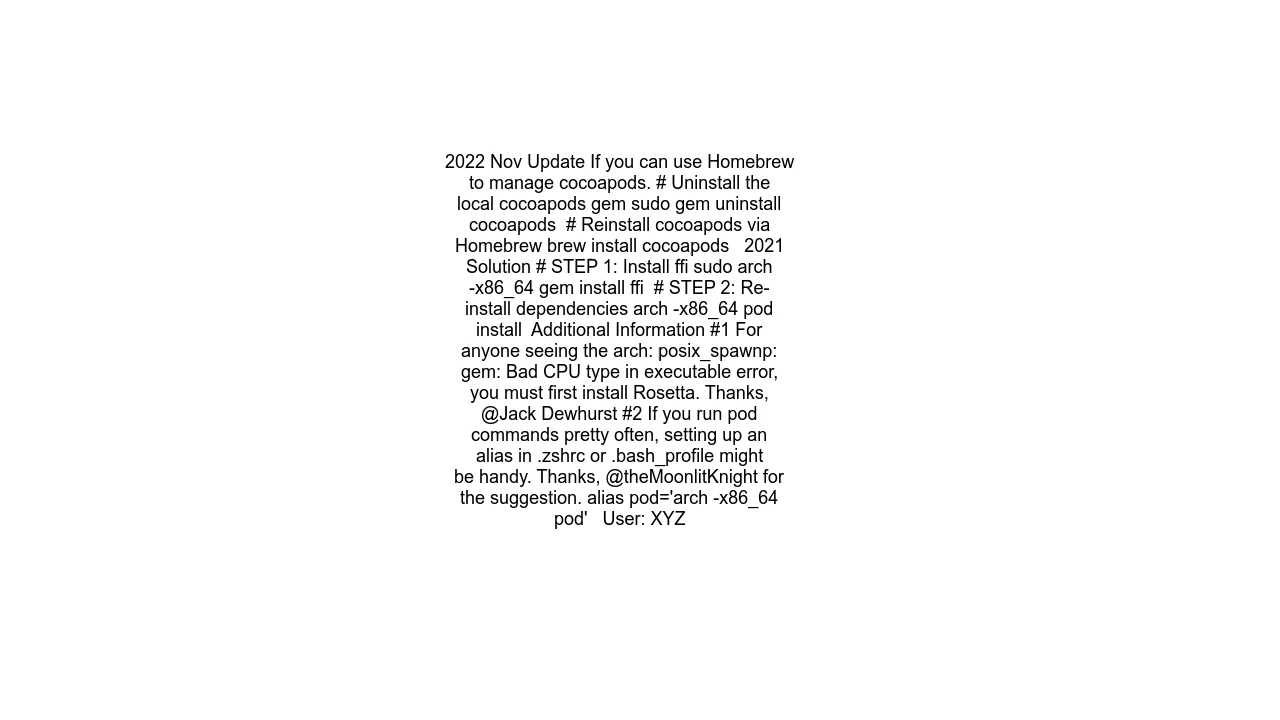 2022 Nov Update If you can use Homebrew
to manage cocoapods. # Uninstall the
local cocoapods gem sudo gem uninstall
cocoapods  # Reinstall cocoapods via
Homebrew brew install cocoapods   2021
Solution # STEP 1: Install ffi sudo arch
-x86_64 gem install ffi  # STEP 2: Re-
install dependencies arch -x86_64 pod
install  Additional Information #1 For
anyone seeing the arch: posix_spawnp:
gem: Bad CPU type in executable error,
you must first install Rosetta. Thanks,
@Jack Dewhurst #2 If you run pod
commands pretty often, setting up an
alias in .zshrc or .bash_profile might
be handy. Thanks, @theMoonlitKnight for
the suggestion. alias pod='arch -x86_64
pod'   User: XYZ